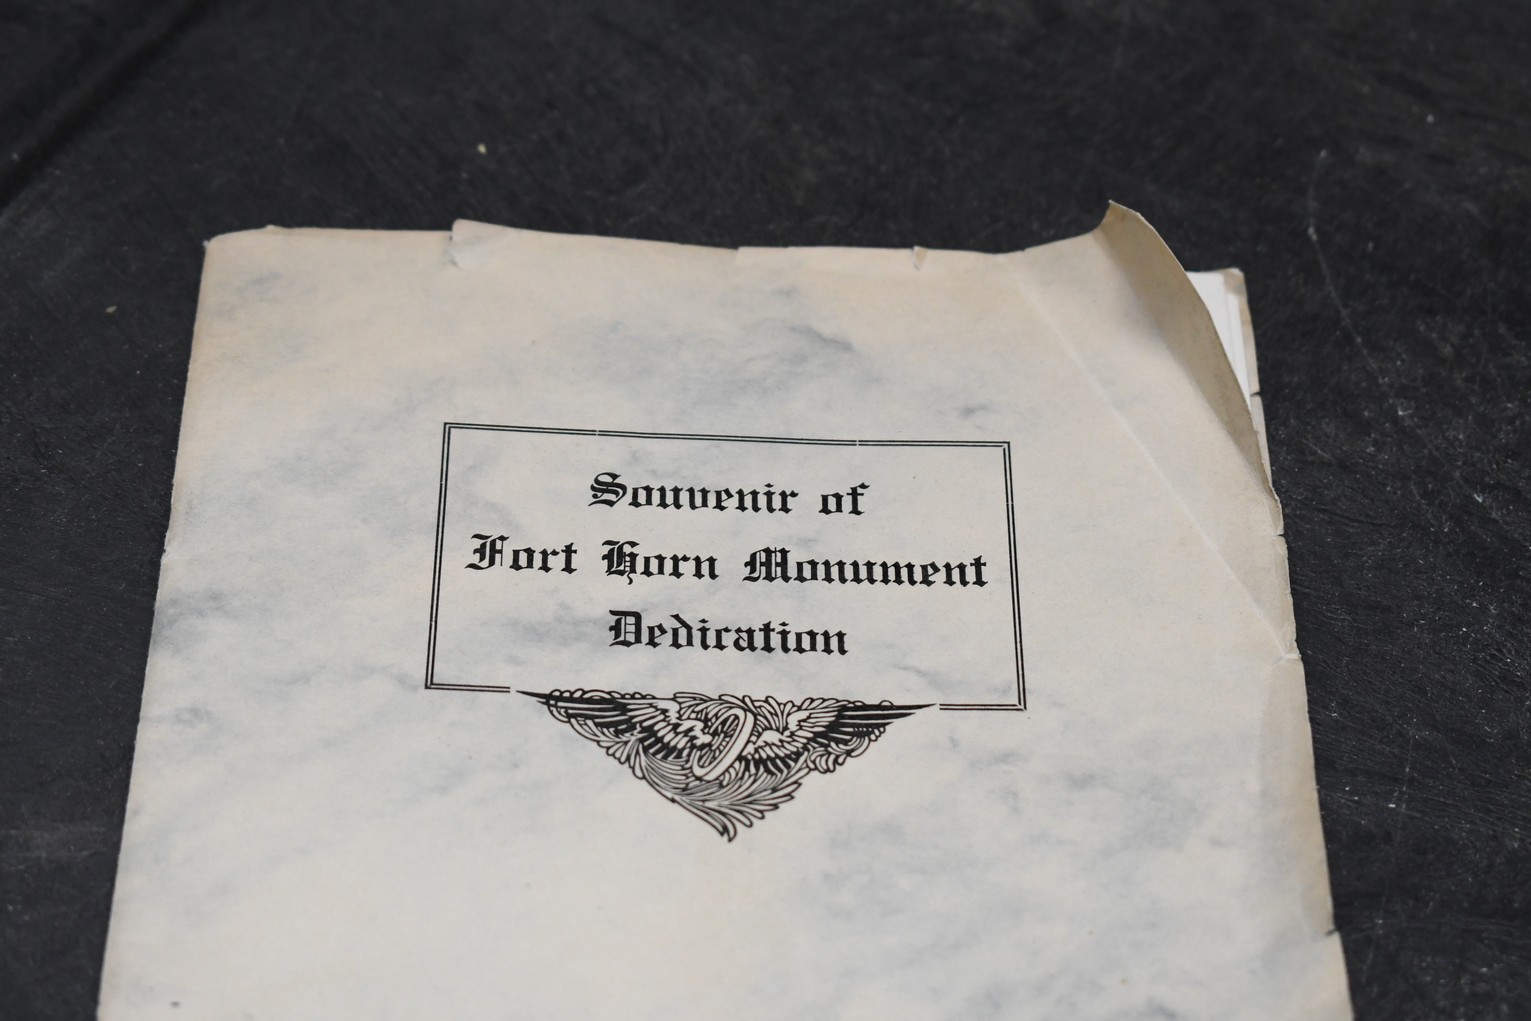 Souvenir of
Fort Horn Monument
Dedication